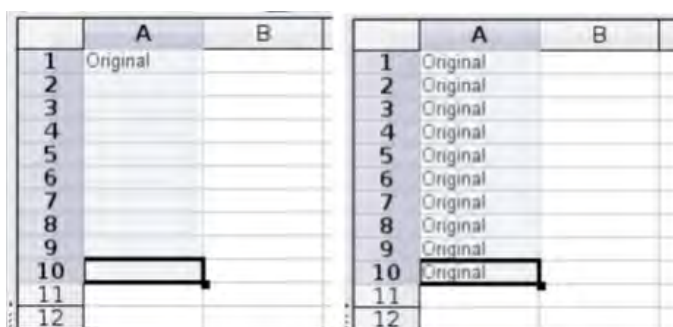 A B
1 Original
2
3
4
5
6
7
8
9
10
11
12
A B
1 Original
2 Original
3 Original
4 Original
5 Original
6 Original
7 Original
8 Original
9 Original
10 Original
11
12